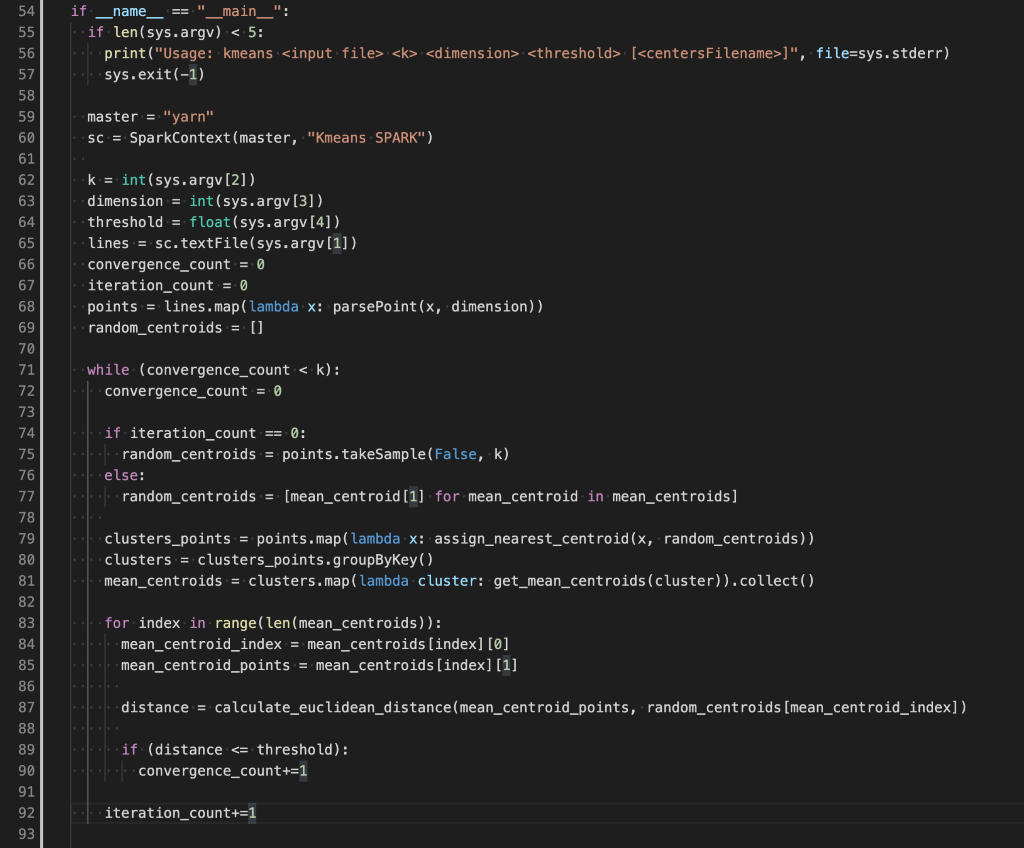 54 if __name__ == "__main__":
55 if len(sys.argv) < 5:
56 print("Usage: kmeans <input file> <k> <dimension> <threshold> [<centersFilename>]", file=sys.stderr)
57 sys.exit(-1)
58
59 master = "yarn"
60 sc = SparkContext(master, "Kmeans SPARK")
61
62 k = int(sys.argv[2])
63 dimension = int(sys.argv[3])
64 threshold = float(sys.argv[4])
65 lines = sc.textFile(sys.argv[1])
66 convergence_count = 0
67 iteration_count = 0
68 points = lines.map(lambda x: parsePoint(x, dimension))
69 random_centroids = []
70
71 while (convergence_count < k):
72 convergence_count = 0
73
74 if iteration_count == 0:
75 random_centroids = points.takeSample(False, k)
76 else:
77 random_centroids = [mean_centroid[1] for mean_centroid in mean_centroids]
78
79 clusters_points = points.map(lambda x: assign_nearest_centroid(x, random_centroids))
80 clusters = clusters_points.groupByKey()
81 mean_centroids = clusters.map(lambda cluster: get_mean_centroids(cluster)).collect()
82
83 for index in range(len(mean_centroids)):
84 mean_centroid_index = mean_centroids[index][0]
85 mean_centroid_points = mean_centroids[index][1]
86
87 distance = calculate_euclidean_distance(mean_centroid_points, random_centroids[mean_centroid_index])
88
89 if (distance <= threshold):
90 convergence_count+=1
91
92 iteration_count+=1
93